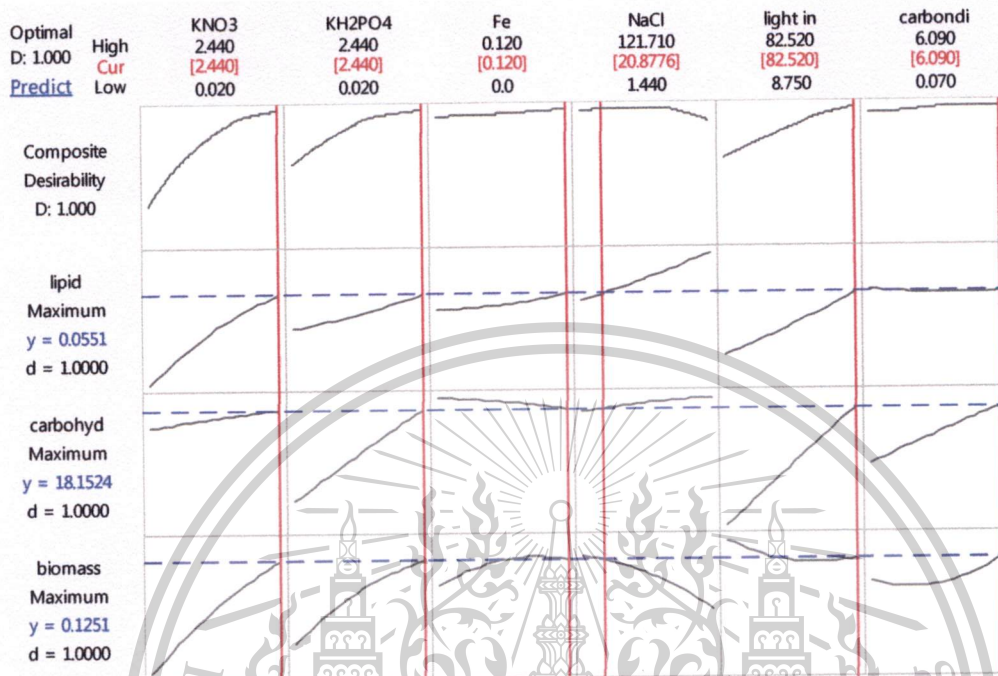 Optimal
D: 1.000
Predict
High
Cur
Low
KNO3
2.440
[2.440]
0.020
KH2PO4
2.440
[2.440]
0.020
Fe
0.120
[0.120]
0.0
NaCl
121.710
[20.8776]
1.440
light in
82.520
[82.520]
8.750
carbondi
6.090
[6.090]
0.070
Composite
Desirability
D: 1.000
lipid
Maximum
y = 0.0551
d = 1.0000
carbohyd
Maximum
y = 18.1524
d = 1.0000
biomass
Maximum
y = 0.1251
d = 1.0000